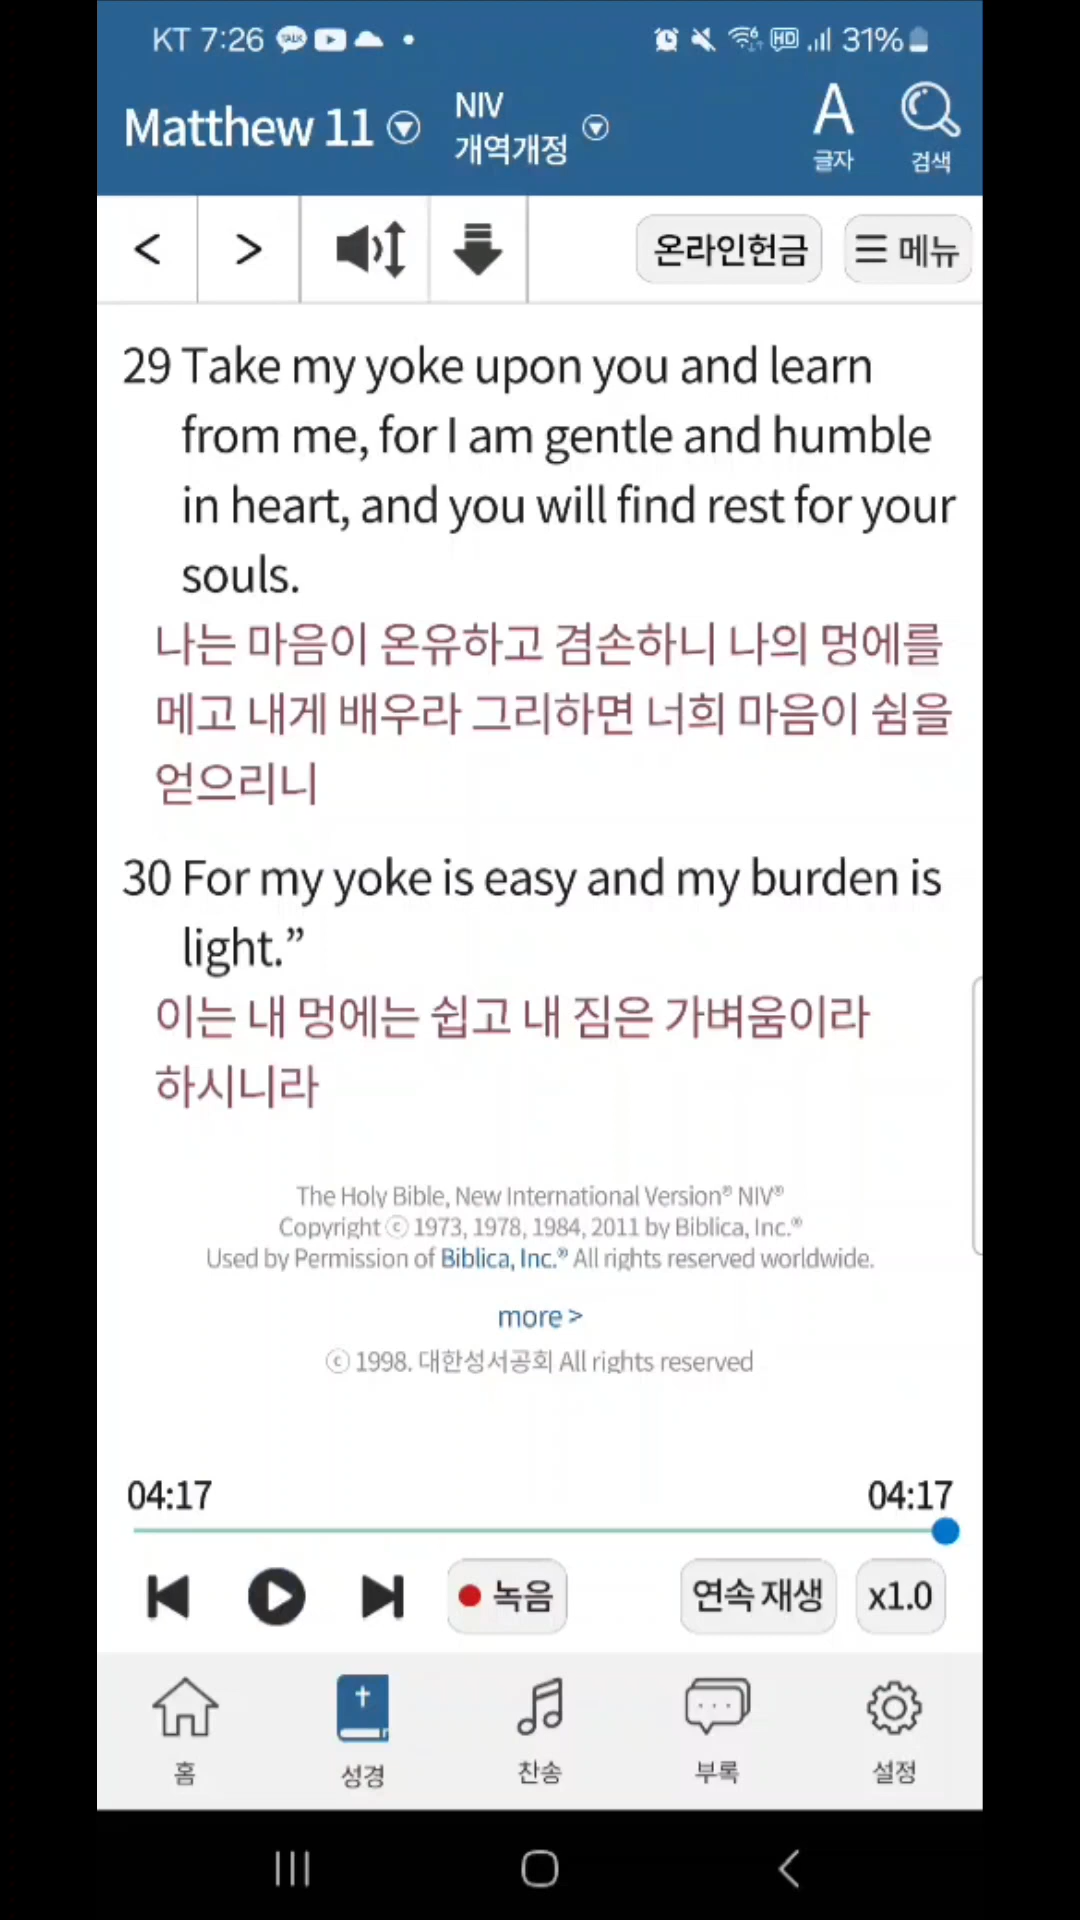 KT 7:26 TALK HD 31%
Matthew 11 NIV
개역개정
A
글자 검색
< > 온라인헌금 메뉴
29 Take my yoke upon you and learn
from me, for I am gentle and humble
in heart, and you will find rest for your
souls.
나는 마음이 온유하고 겸손하니 나의 멍에를
메고 내게 배우라 그리하면 너희 마음이 쉼을
얻으리니
30 For my yoke is easy and my burden is
light.”
이는 내 멍에는 쉽고 내 짐은 가벼움이라
하시니라
The Holy Bible, New International Version® NIV®
Copyright ⓒ 1973, 1978, 1984, 2011 by Biblica, Inc.®
Used by Permission of Biblica, Inc.® All rights reserved worldwide.
more >
ⓒ 1998. 대한성서공회 All rights reserved
04:17 04:17
녹음 연속 재생 x1.0
홈 성경 찬송 부록 설정